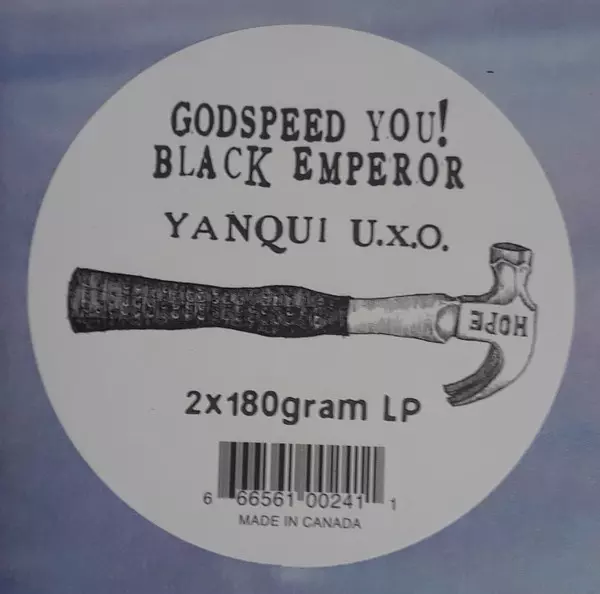 GODSPEED YOU!
BLACK EMPEROR
YANQUI U.X.O.
HOPE
2x180gram LP
6 66561 00241 1
MADE IN CANADA